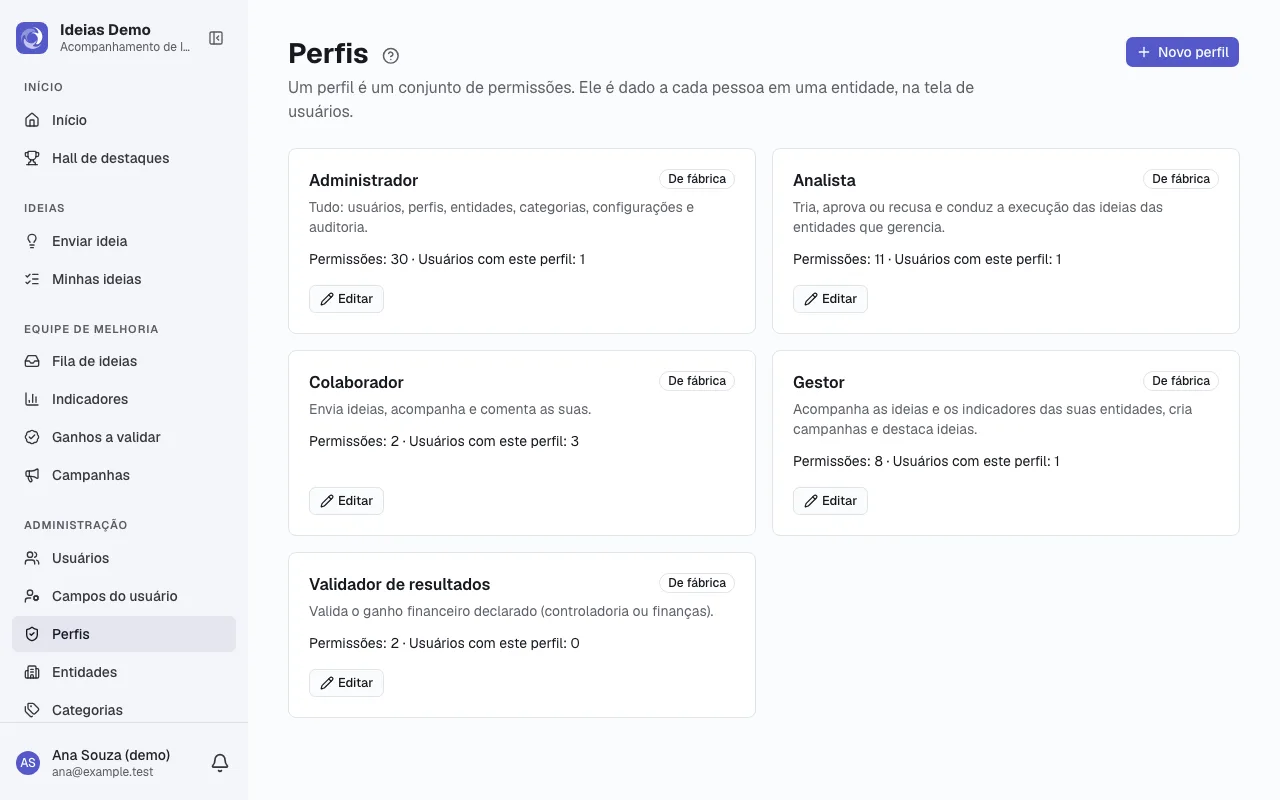 Ideias Demo
Acompanhamento de I...
INÍCIO
Início
Hall de destaques
IDEIAS
Enviar ideia
Minhas ideias
EQUIPE DE MELHORIA
Fila de ideias
Indicadores
Ganhos a validar
Campanhas
ADMINISTRAÇÃO
Usuários
Campos do usuário
Perfis
Entidades
Categorias
AS
Ana Souza (demo)
ana@example.test
Perfis
Novo perfil
Um perfil é um conjunto de permissões. Ele é dado a cada pessoa em uma entidade, na tela de
usuários.
Administrador
De fábrica
Tudo: usuários, perfis, entidades, categorias, configurações e
auditoria.
Permissões: 30 · Usuários com este perfil: 1
Editar
Analista
De fábrica
Tria, aprova ou recusa e conduz a execução das ideias das
entidades que gerencia.
Permissões: 11 · Usuários com este perfil: 1
Editar
Colaborador
De fábrica
Envia ideias, acompanha e comenta as suas.
Permissões: 2 · Usuários com este perfil: 3
Editar
Gestor
De fábrica
Acompanha as ideias e os indicadores das suas entidades, cria
campanhas e destaca ideias.
Permissões: 8 · Usuários com este perfil: 1
Editar
Validador de resultados
De fábrica
Valida o ganho financeiro declarado (controladoria ou finanças).
Permissões: 2 · Usuários com este perfil: 0
Editar